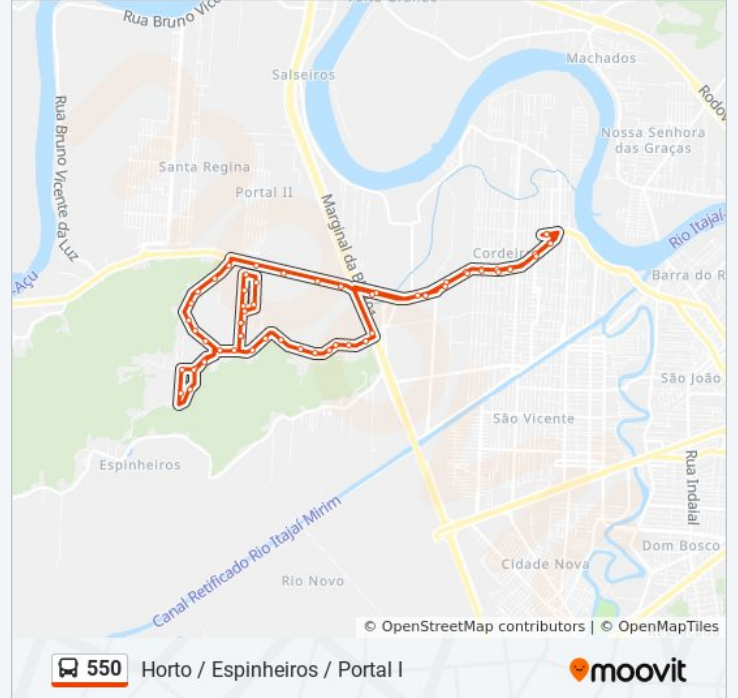 Rua Bruno Vice
Machados
Salseiros
Rodov
Rua Bruno Vicente da Luz
Nossa Senhora
das Graças
Santa Regina
Portal II
Marginal da B
Rio Itajaí-
Cordeir
-Açu
Barra do R
São João
São Vicente
Espinheiros
Rua Indaial
Canal Retificado Rio Itajaí Mirim
Dom Bosco
Cidade Nova
Rio Novo
© OpenStreetMap contributors | © OpenMapTiles
550 Horto / Espinheiros / Portal I
moovit